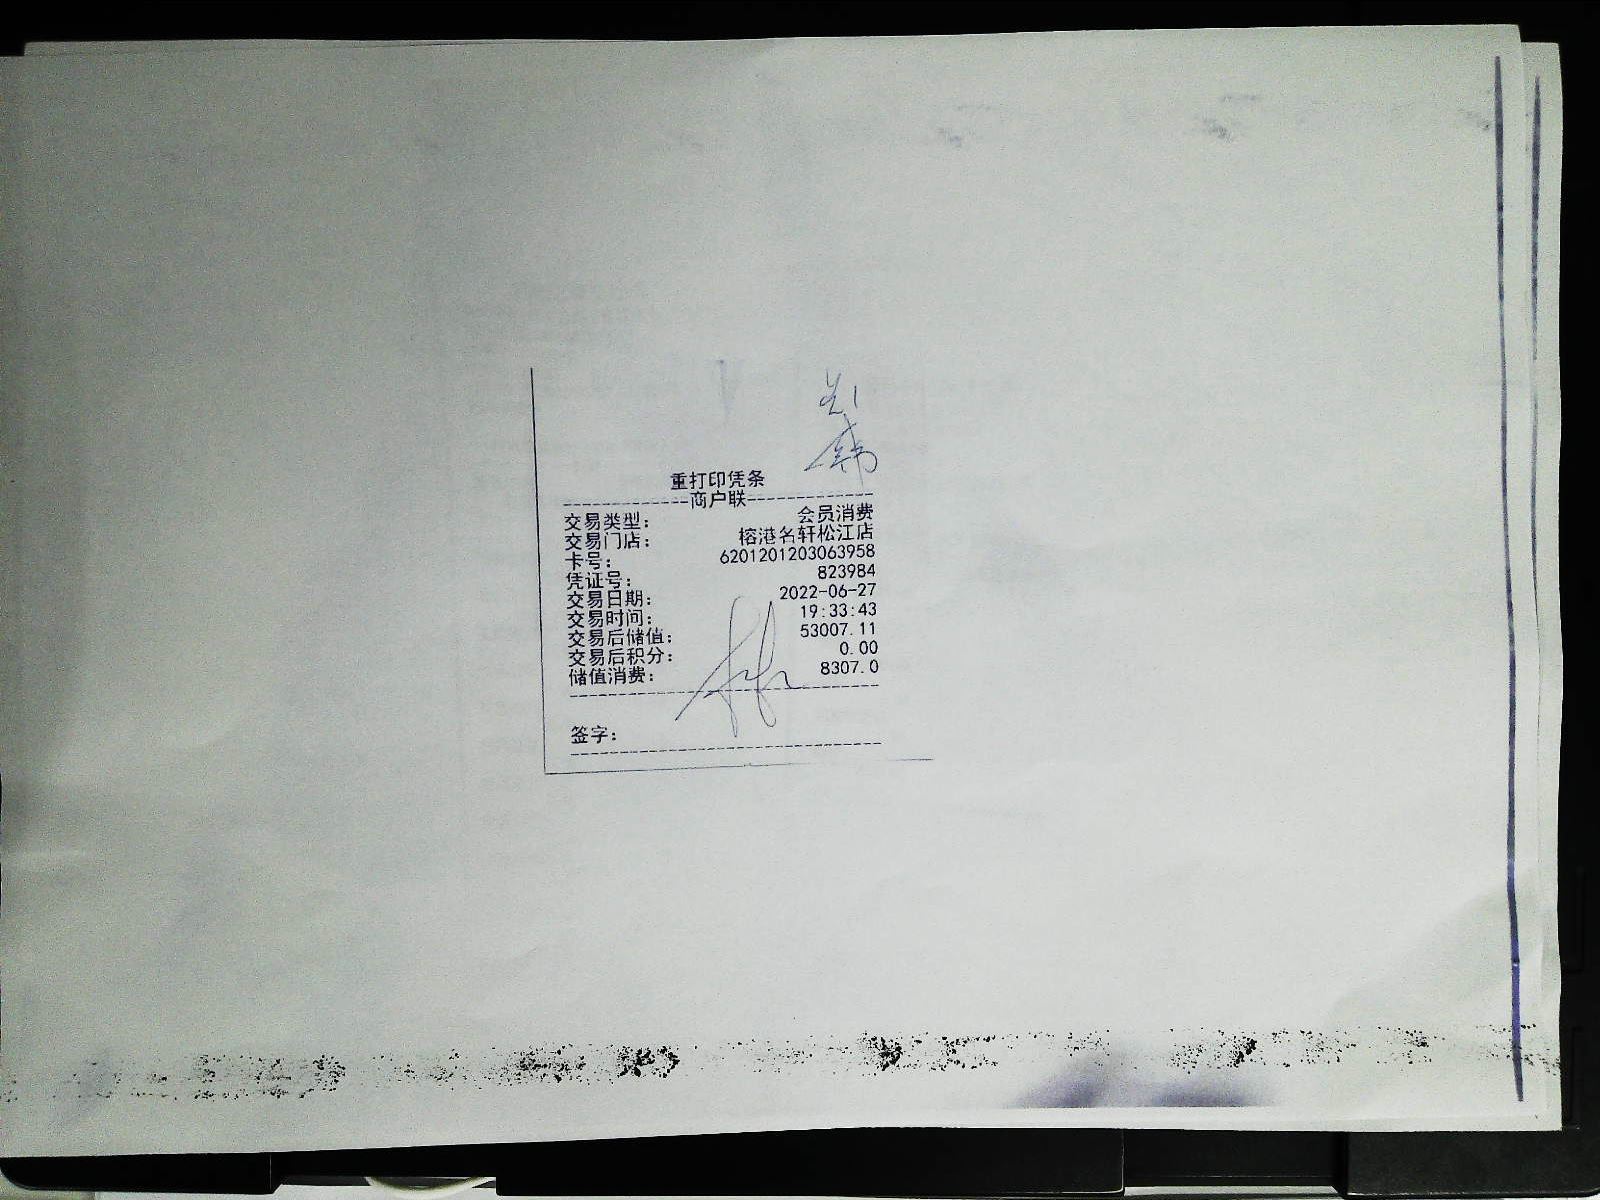 重打印凭条
商户联
交易类型: 会员消费
交易门店: 榕港名轩松江店
卡号: 6201201203063958
凭证号: 823984
交易日期: 2022-06-27
交易时间: 19:33:43
交易后储值: 53007.11
交易后积分: 0.00
储值消费: 8307.0
签字: